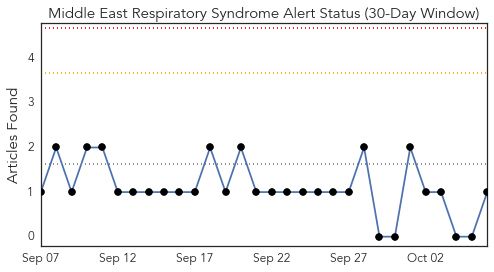 Middle East Respiratory Syndrome Alert Status (30-Day Window)
Articles Found
4
3
2
1
0
Sep 07 Sep 12 Sep 17 Sep 22 Sep 27 Oct 02